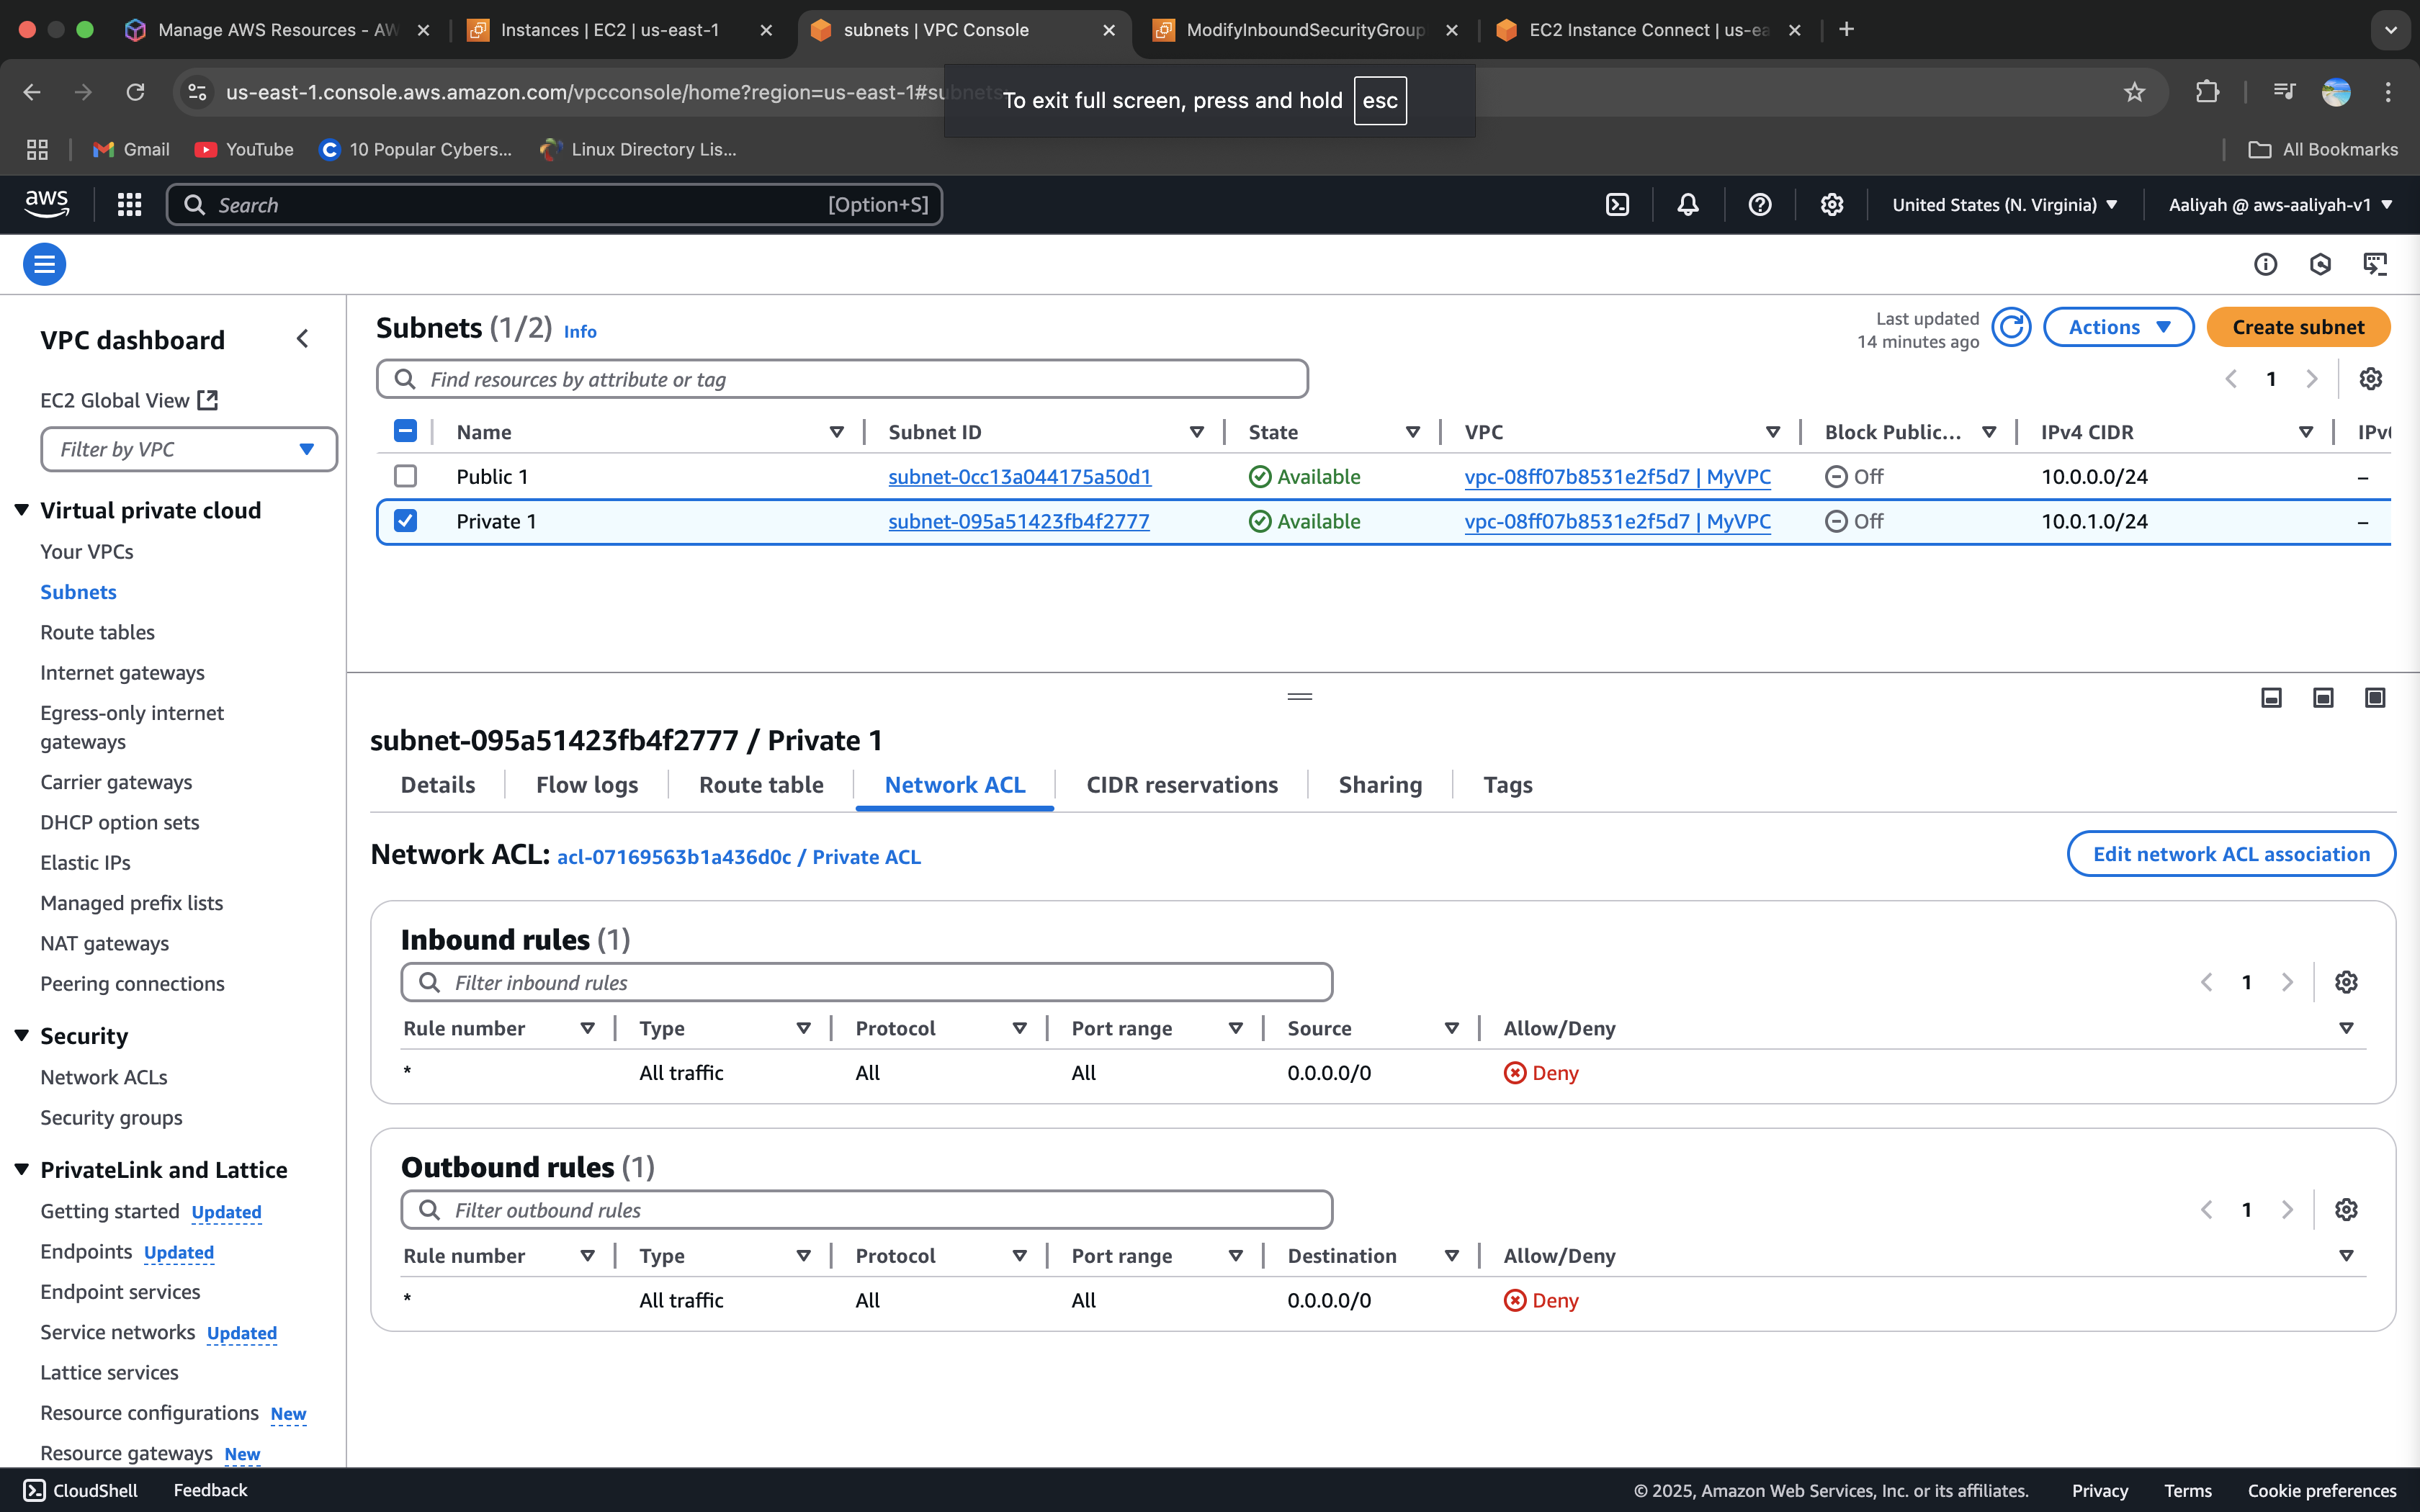 Manage AWS Resources - AW
Instances | EC2 | us-east-1
subnets | VPC Console
ModifyInboundSecurityGroup
EC2 Instance Connect | us-ea
us-east-1.console.aws.amazon.com/vpcconsole/home?region=us-east-1#subnets
To exit full screen, press and hold esc
Gmail
YouTube
10 Popular Cybers...
Linux Directory Lis...
All Bookmarks
aws
Search
[Option+S]
United States (N. Virginia)
Aaliyah @ aws-aaliyah-v1
VPC dashboard
EC2 Global View
Filter by VPC
Virtual private cloud
Your VPCs
Subnets
Route tables
Internet gateways
Egress-only internet
gateways
Carrier gateways
DHCP option sets
Elastic IPs
Managed prefix lists
NAT gateways
Peering connections
Security
Network ACLs
Security groups
PrivateLink and Lattice
Getting started Updated
Endpoints Updated
Endpoint services
Service networks Updated
Lattice services
Resource configurations New
Resource gateways New
Subnets (1/2) Info
Last updated
14 minutes ago
Actions
Create subnet
Find resources by attribute or tag
1
Name Subnet ID State VPC Block Public... IPv4 CIDR IPv
Public 1 subnet-0cc13a044175a50d1 Available vpc-08ff07b8531e2f5d7 | MyVPC Off 10.0.0.0/24 –
Private 1 subnet-095a51423fb4f2777 Available vpc-08ff07b8531e2f5d7 | MyVPC Off 10.0.1.0/24 –
subnet-095a51423fb4f2777 / Private 1
Details Flow logs Route table Network ACL CIDR reservations Sharing Tags
Network ACL: acl-07169563b1a436d0c / Private ACL
Edit network ACL association
Inbound rules (1)
Filter inbound rules
1
Rule number Type Protocol Port range Source Allow/Deny
* All traffic All All 0.0.0.0/0 Deny
Outbound rules (1)
Filter outbound rules
1
Rule number Type Protocol Port range Destination Allow/Deny
* All traffic All All 0.0.0.0/0 Deny
CloudShell
Feedback
© 2025, Amazon Web Services, Inc. or its affiliates.
Privacy
Terms
Cookie preferences